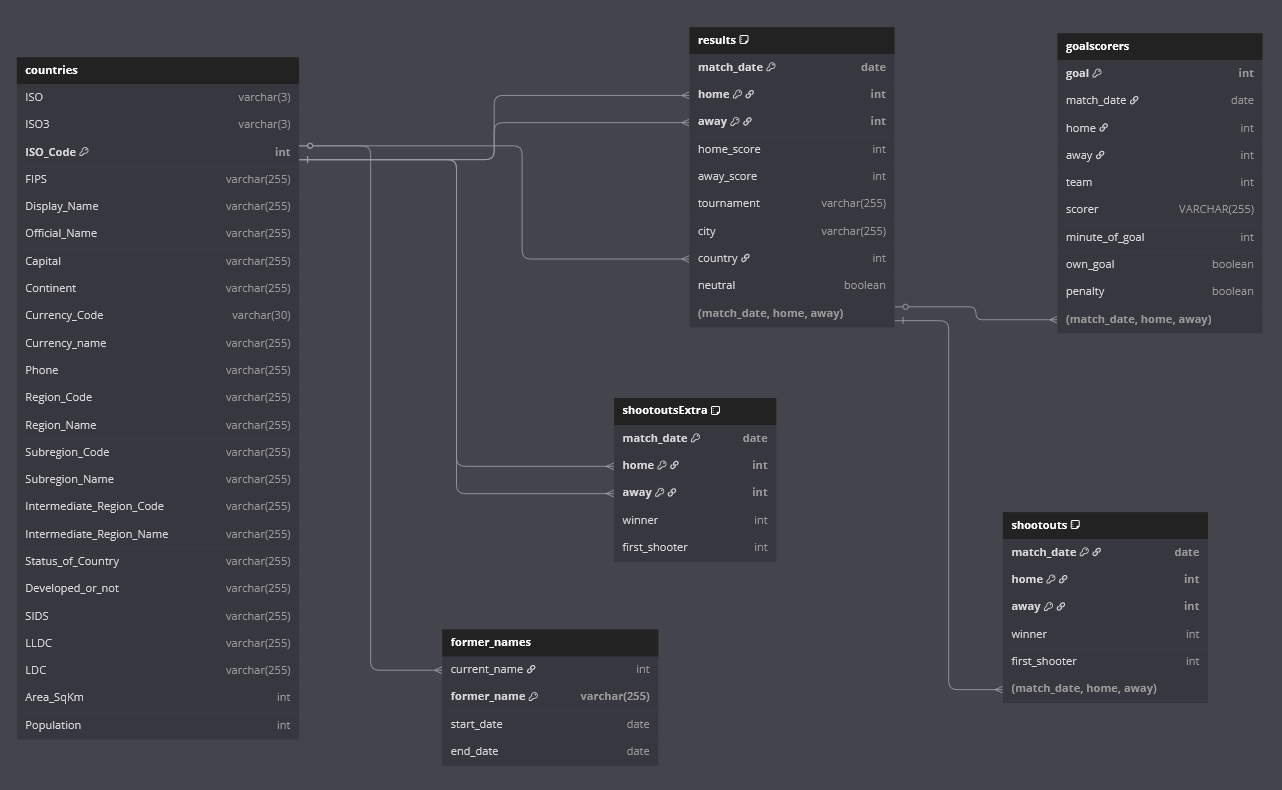 countries
ISO varchar(3)
ISO3 varchar(3)
ISO_Code int
FIPS varchar(255)
Display_Name varchar(255)
Official_Name varchar(255)
Capital varchar(255)
Continent varchar(255)
Currency_Code varchar(30)
Currency_name varchar(255)
Phone varchar(255)
Region_Code varchar(255)
Region_Name varchar(255)
Subregion_Code varchar(255)
Subregion_Name varchar(255)
Intermediate_Region_Code varchar(255)
Intermediate_Region_Name varchar(255)
Status_of_Country varchar(255)
Developed_or_not varchar(255)
SIDS varchar(255)
LLDC varchar(255)
LDC varchar(255)
Area_SqKm int
Population int
results
match_date date
home int
away int
home_score int
away_score int
tournament varchar(255)
city varchar(255)
country int
neutral boolean
(match_date, home, away)
goalscorers
goal int
match_date date
home int
away int
team int
scorer VARCHAR(255)
minute_of_goal int
own_goal boolean
penalty boolean
(match_date, home, away)
shootoutsExtra
match_date date
home int
away int
winner int
first_shooter int
former_names
current_name int
former_name varchar(255)
start_date date
end_date date
shootouts
match_date date
home int
away int
winner int
first_shooter int
(match_date, home, away)